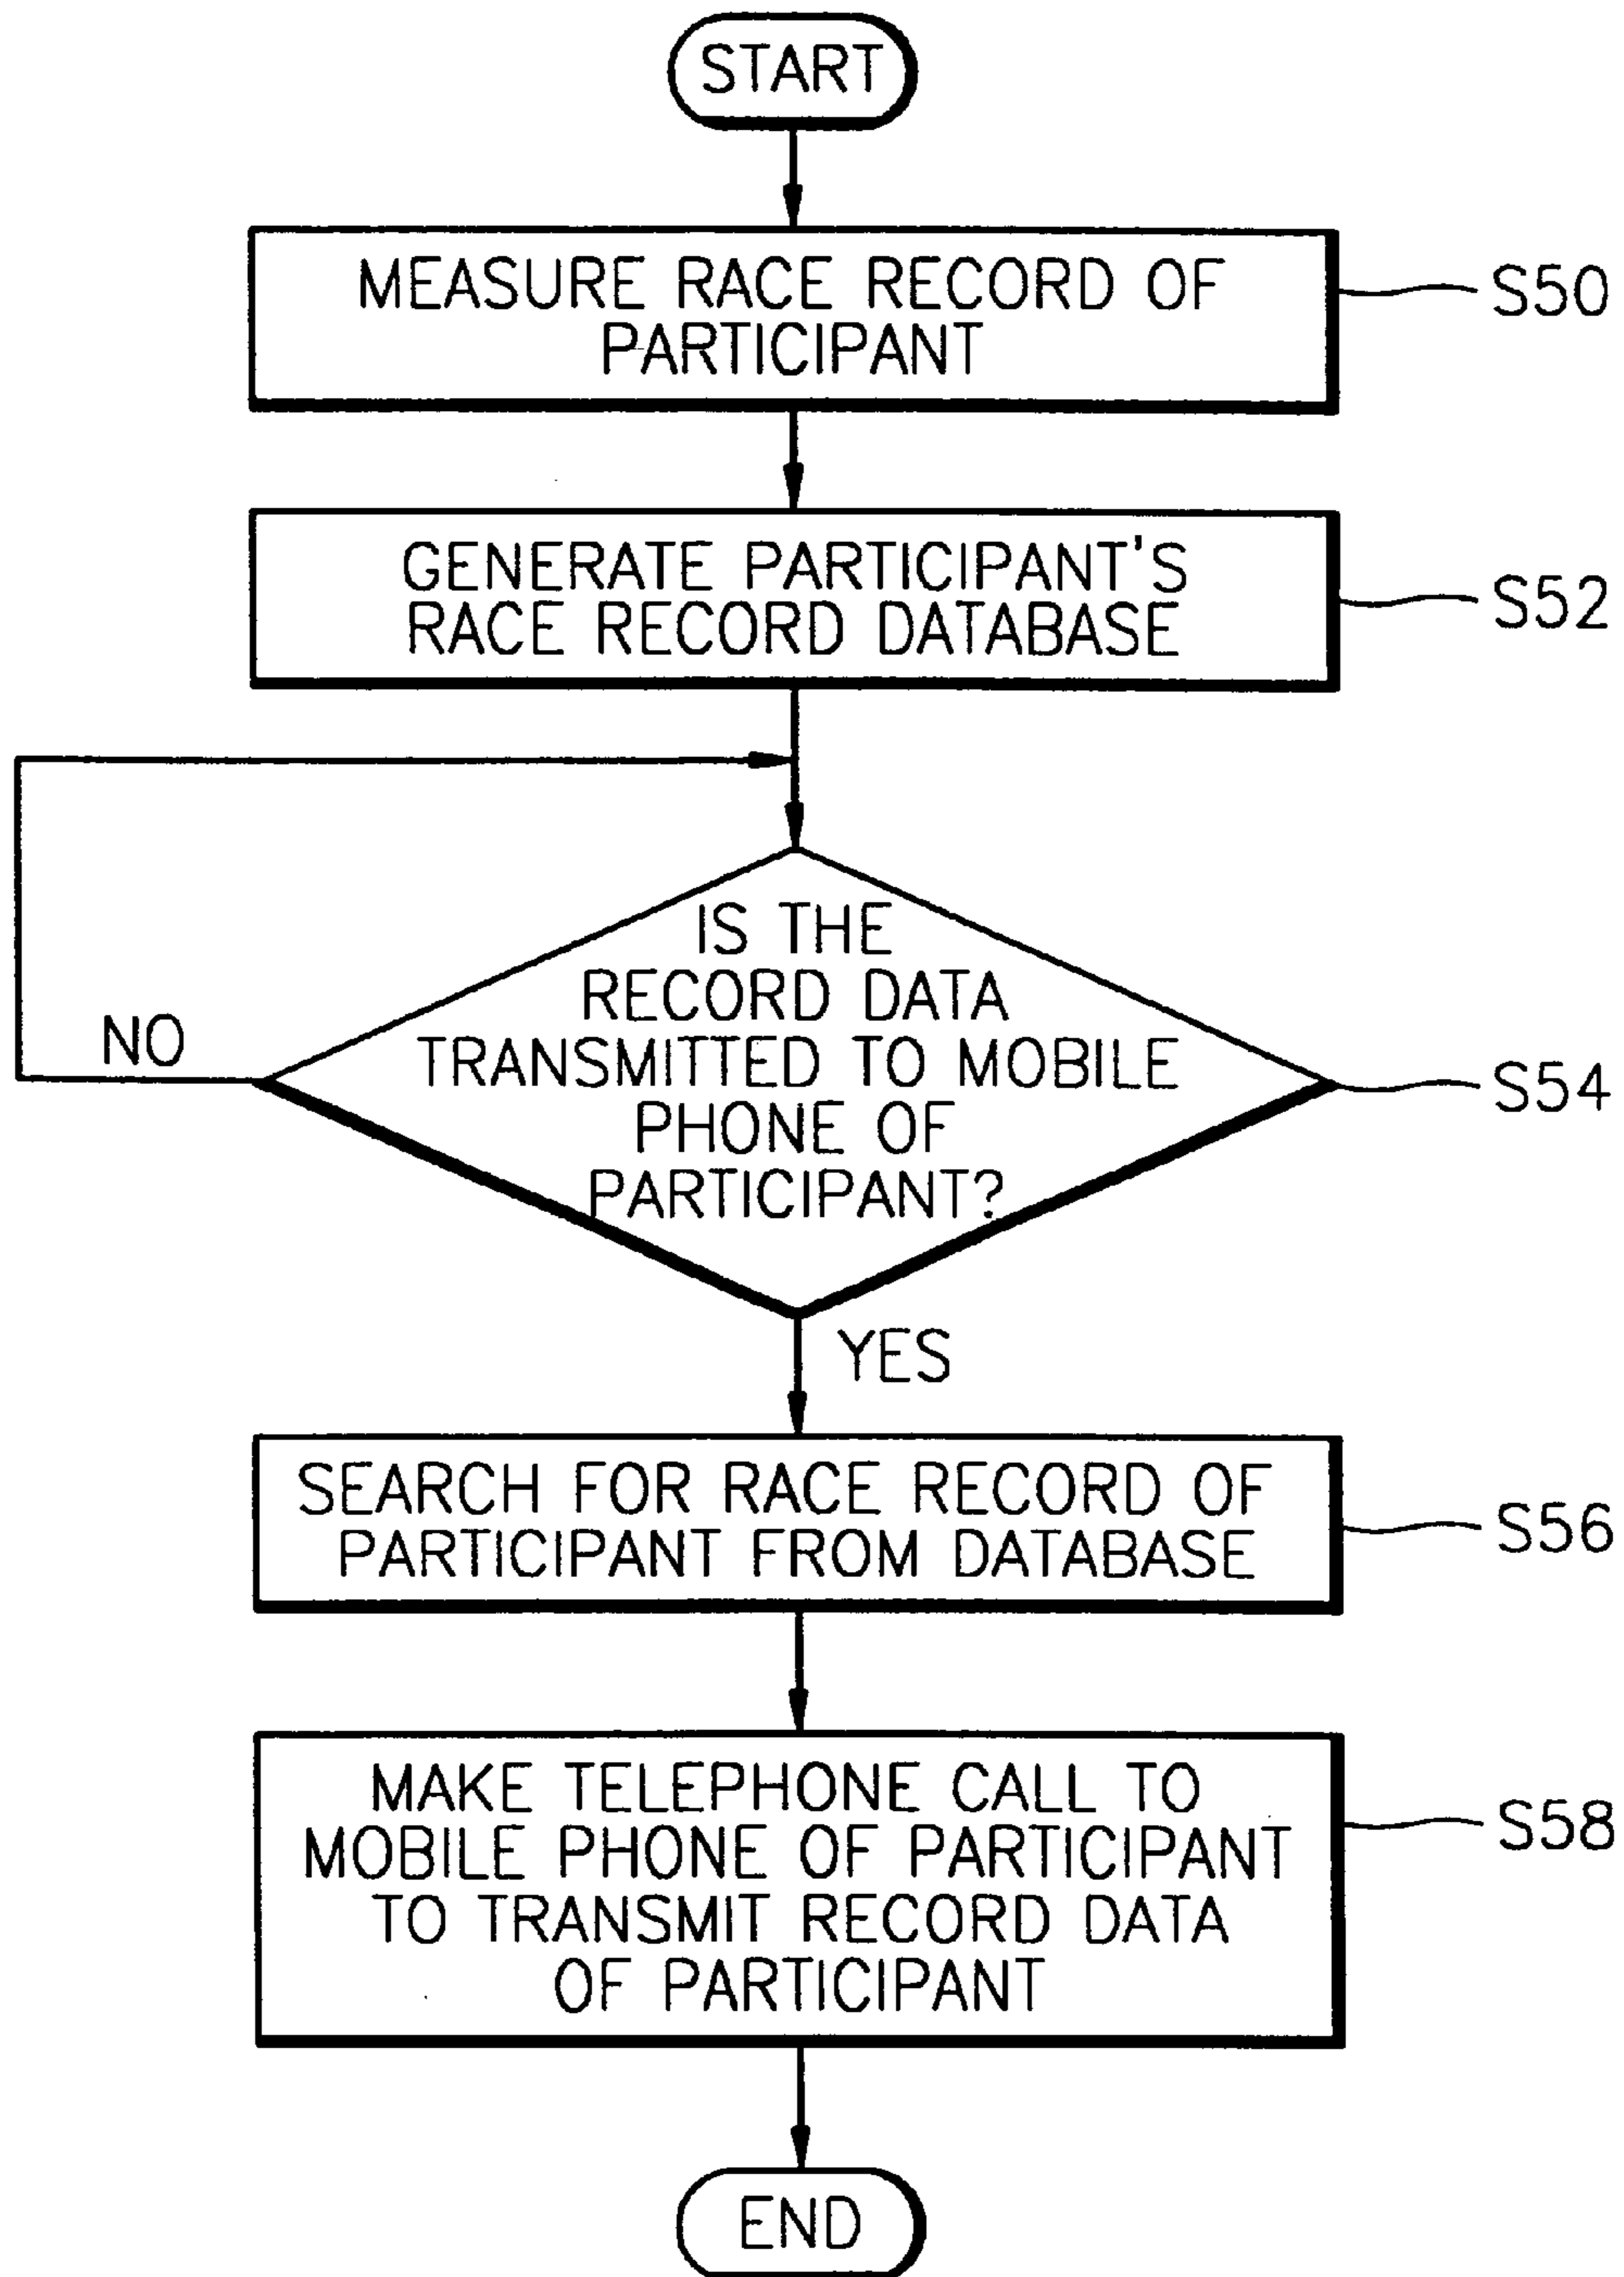 START
MEASURE RACE RECORD OF
PARTICIPANT
S50
GENERATE PARTICIPANT'S
RACE RECORD DATABASE
S52
IS THE
RECORD DATA
TRANSMITTED TO MOBILE
PHONE OF
PARTICIPANT?
NO
S54
YES
SEARCH FOR RACE RECORD OF
PARTICIPANT FROM DATABASE
S56
MAKE TELEPHONE CALL TO
MOBILE PHONE OF PARTICIPANT
TO TRANSMIT RECORD DATA
OF PARTICIPANT
S58
END